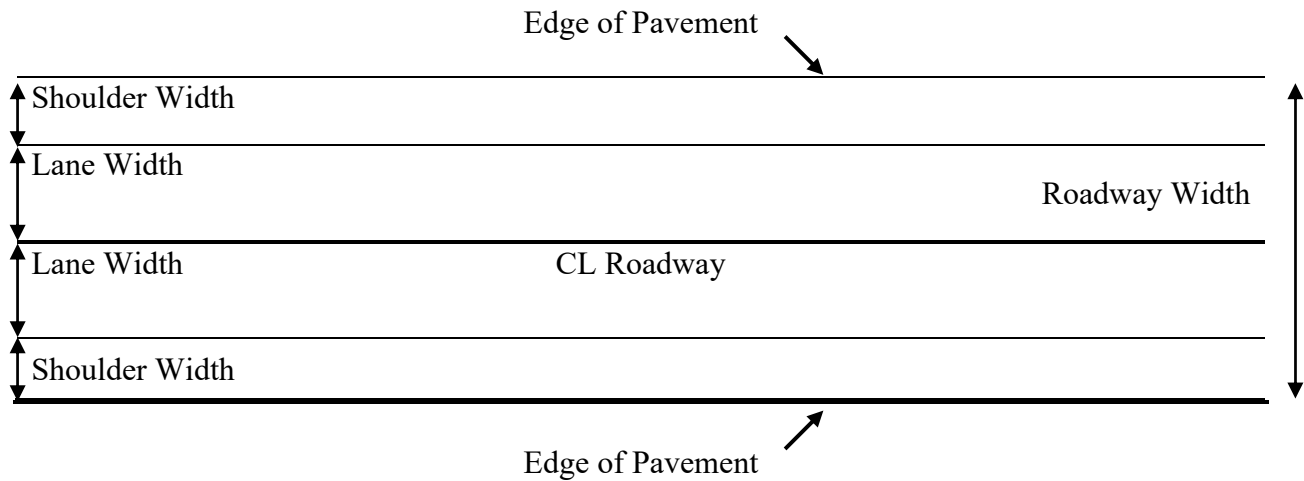 Edge of Pavement
Shoulder Width
Lane Width
Roadway Width
Lane Width
CL Roadway
Shoulder Width
Edge of Pavement